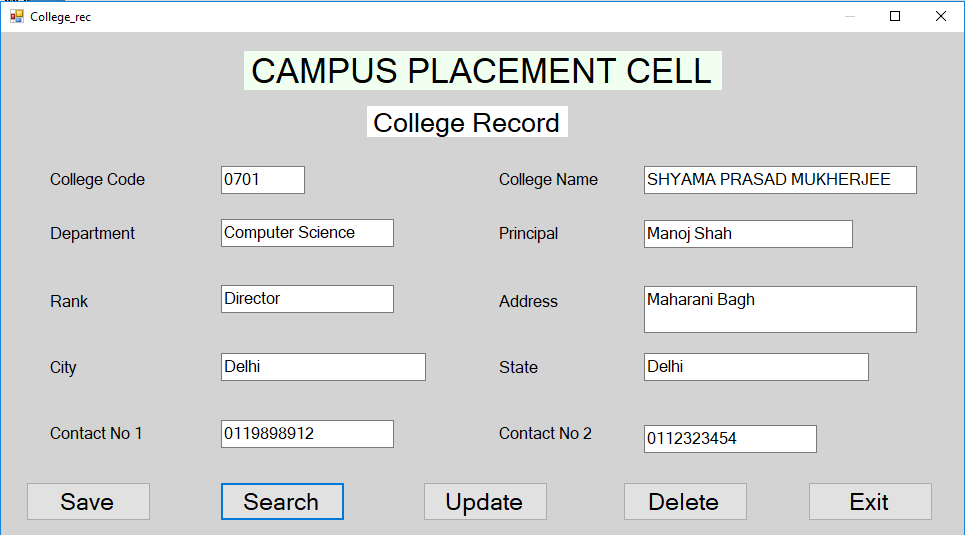 College_rec
CAMPUS PLACEMENT CELL
College Record
College Code 0701 College Name SHYAMA PRASAD MUKHERJEE
Department Computer Science Principal Manoj Shah
Rank Director Address Maharani Bagh
City Delhi State Delhi
Contact No 1 0119898912 Contact No 2 0112323454
Save Search Update Delete Exit